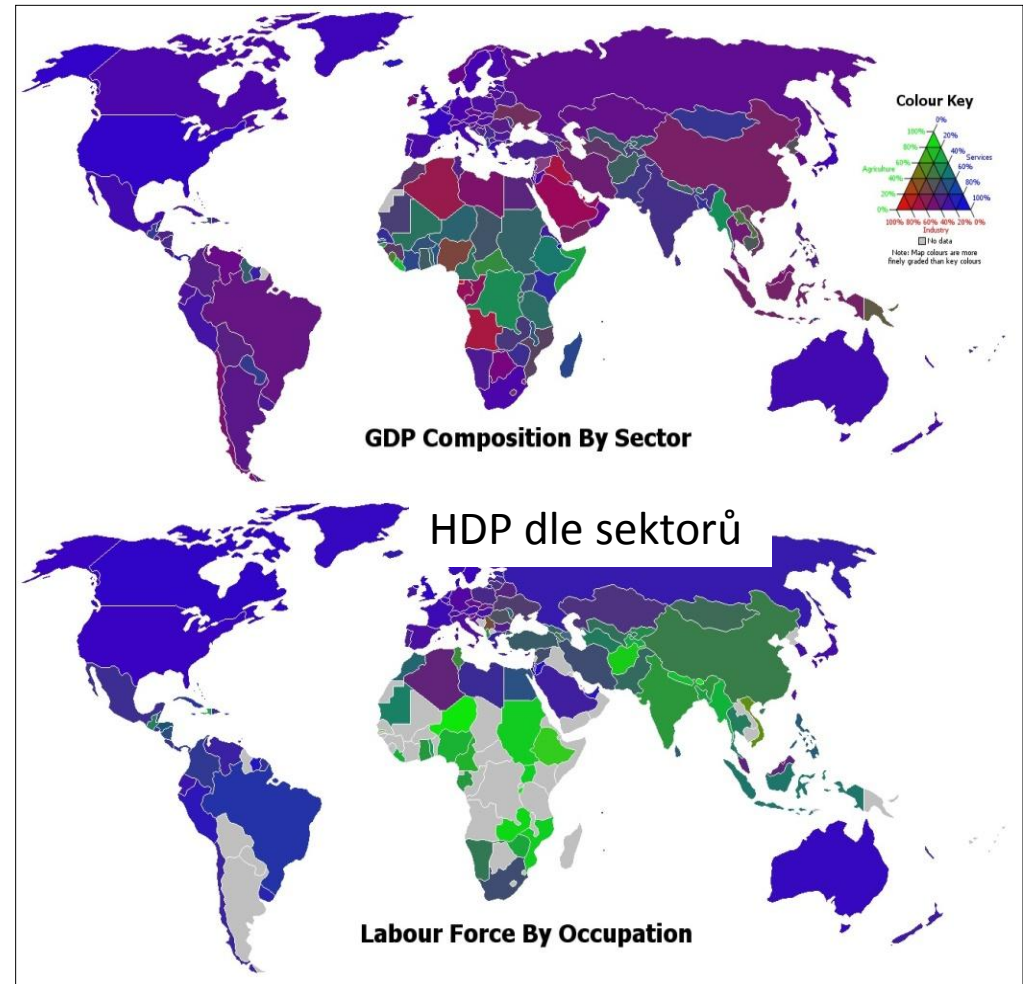 Colour Key
0%
100%
20%
80%
40%
Services
60%
60%
Agriculture
40%
80%
20%
100%
0%
100% 80% 60% 40% 20% 0%
Industry
No data
Note: Map colours are more
finely graded than key colours
GDP Composition By Sector
HDP dle sektorů
Labour Force By Occupation